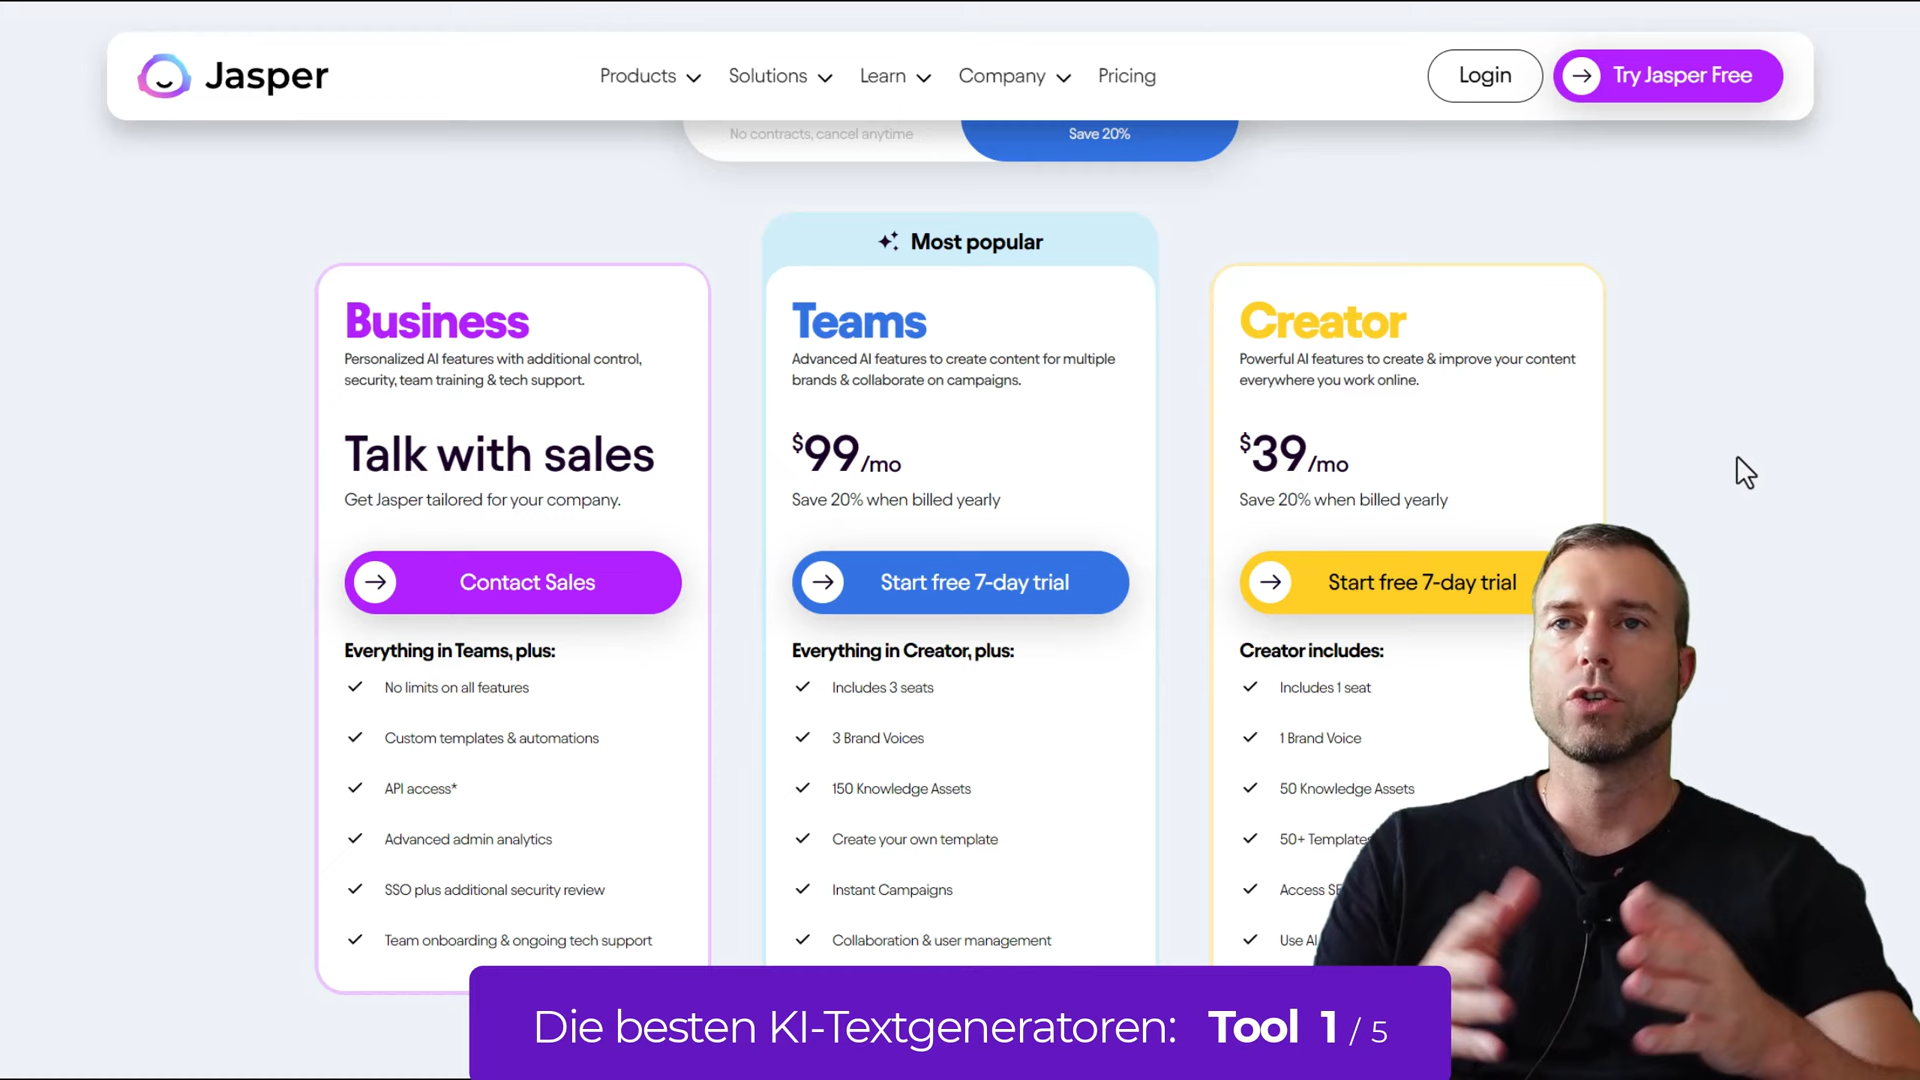 Jasper
Products
Solutions
Learn
Company
Pricing
Login
Try Jasper Free
No contracts, cancel anytime
Save 20%
Most popular
Business
Personalized AI features with additional control,
security, team training & tech support.
Talk with sales
Get Jasper tailored for your company.
Contact Sales
Everything in Teams, plus:
No limits on all features
Custom templates & automations
API access*
Advanced admin analytics
SSO plus additional security review
Team onboarding & ongoing tech support
Teams
Advanced AI features to create content for multiple
brands & collaborate on campaigns.
$99/mo
Save 20% when billed yearly
Start free 7-day trial
Everything in Creator, plus:
Includes 3 seats
3 Brand Voices
150 Knowledge Assets
Create your own template
Instant Campaigns
Collaboration & user management
Creator
Powerful AI features to create & improve your content
everywhere you work online.
$39/mo
Save 20% when billed yearly
Start free 7-day trial
Creator includes:
Includes 1 seat
1 Brand Voice
50 Knowledge Assets
50+ Templates
Access
Use AI
Die besten KI-Textgeneratoren: Tool 1 / 5